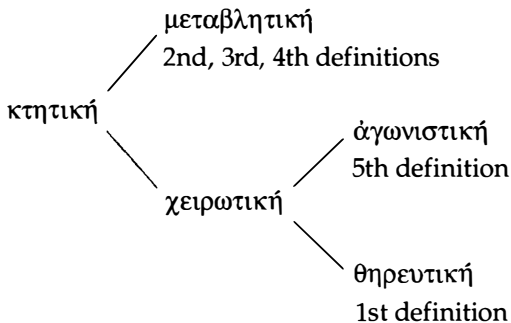 μεταβλητική
2nd, 3rd, 4th definitions
κτητική
ἀγωνιστική
5th definition
χειρωτική
θηρευτική
1st definition